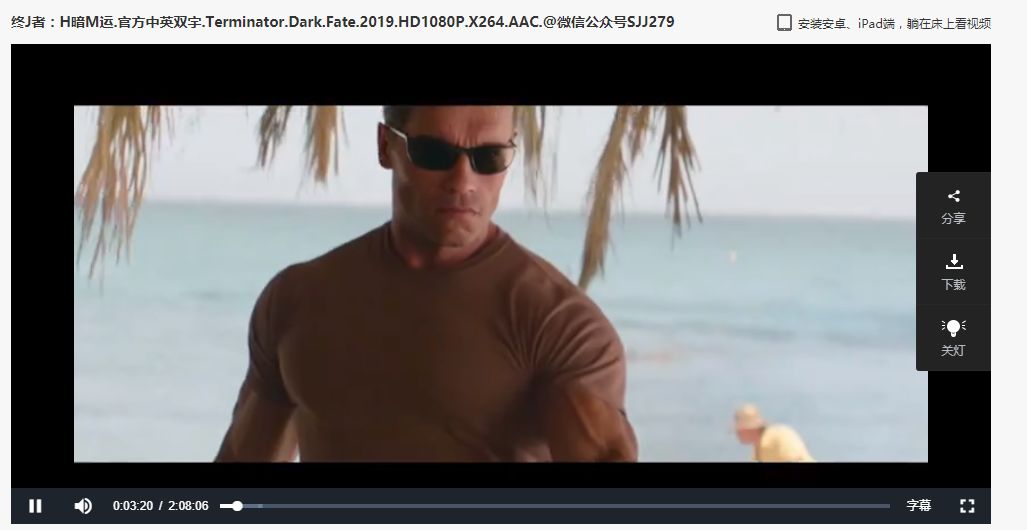 终J者：H暗M运.官方中英双字.Terminator.Dark.Fate.2019.HD1080P.X264.AAC.@微信公众号SJJ279
安装安卓、iPad端，躺在床上看视频
分享
下载
关灯
0:03:20 / 2:08:06
字幕